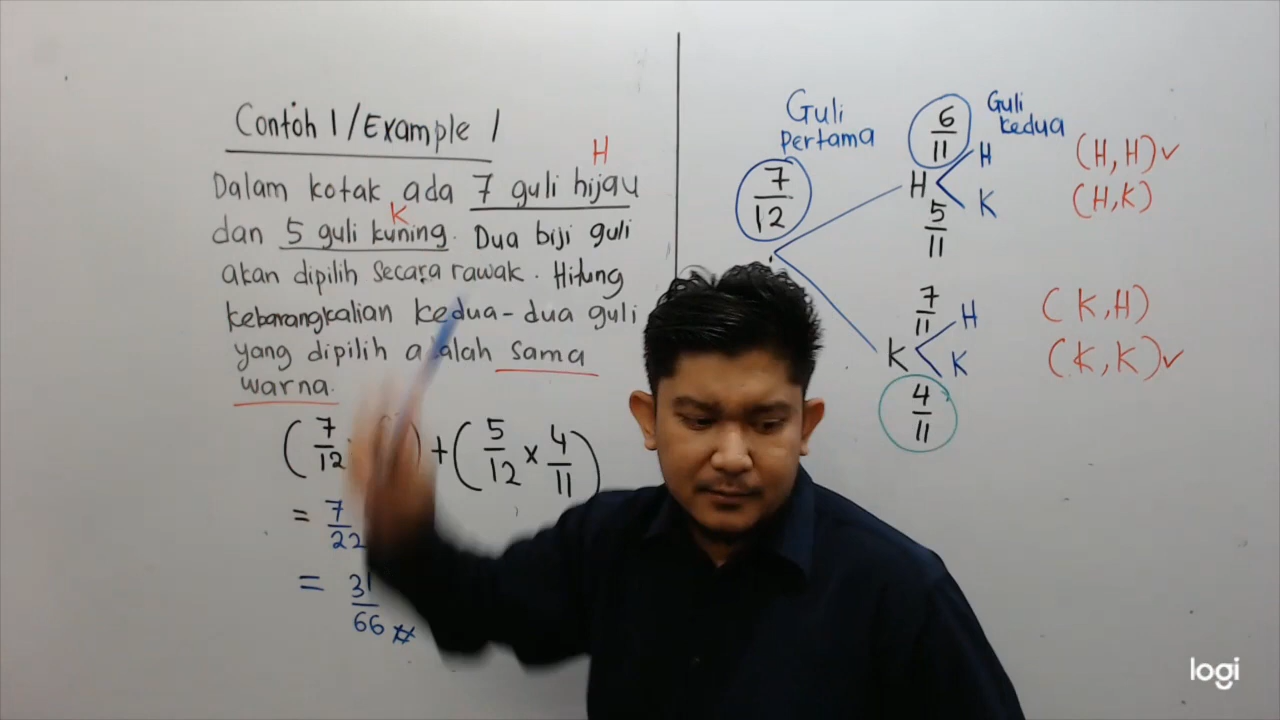 Contoh 1/Example 1
H
Dalam kotak ada 7 guli hijau
K
dan 5 guli kuning. Dua biji guli
akan dipilih secara rawak. Hitung
kebarangkalian kedua-dua guli
yang dipilih adalah sama
warna.
(7/12 ) + (5/12 × 4/11)
= 7/22
= 31/66 #
Guli
pertama
7/12
Guli
kedua
6/11
H
H
K
5/11
(H,H)✓
(H,K)
7/11
K
H
K
4/11
(K,H)
(K,K)✓
logi